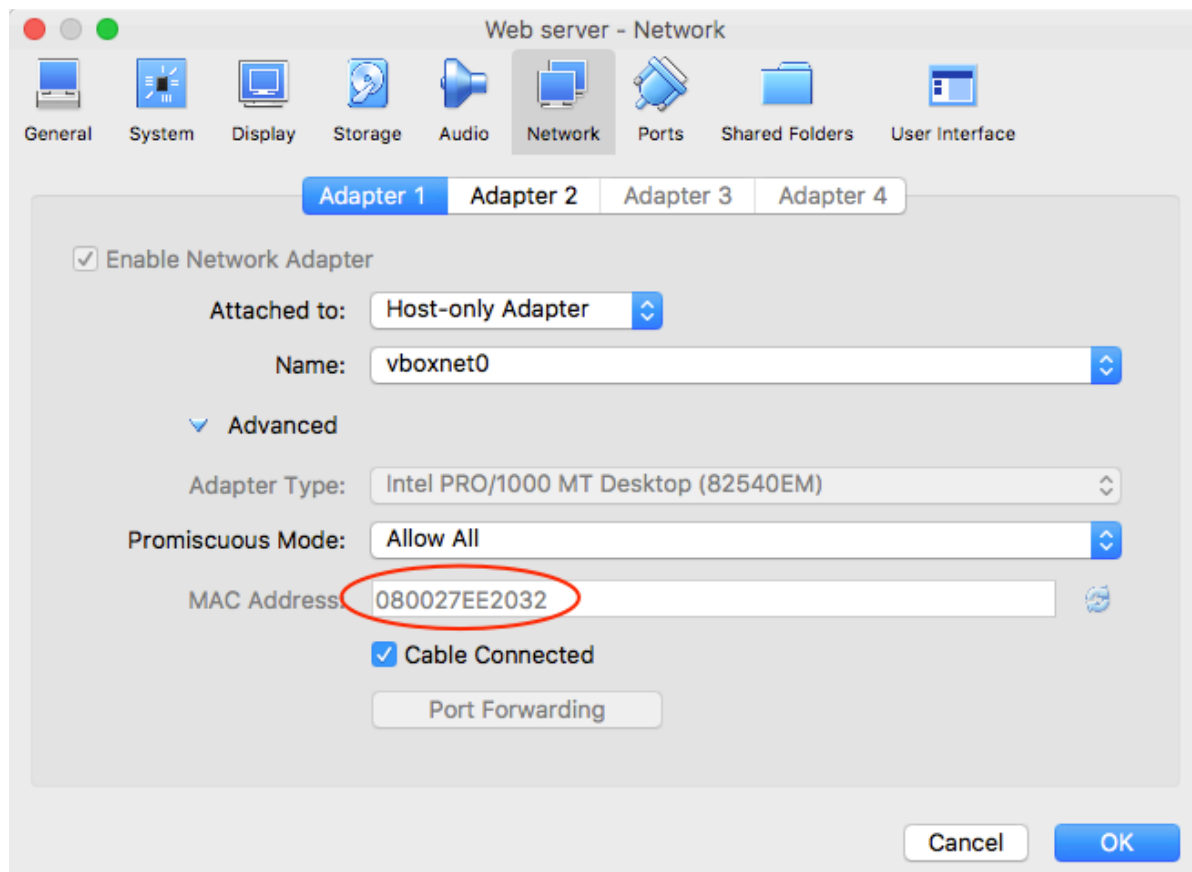 Web server - Network
General System Display Storage Audio Network Ports Shared Folders User Interface
Adapter 1 Adapter 2 Adapter 3 Adapter 4
Enable Network Adapter
Attached to: Host-only Adapter
Name: vboxnet0
Advanced
Adapter Type: Intel PRO/1000 MT Desktop (82540EM)
Promiscuous Mode: Allow All
MAC Address: 080027EE2032
Cable Connected
Port Forwarding
Cancel OK